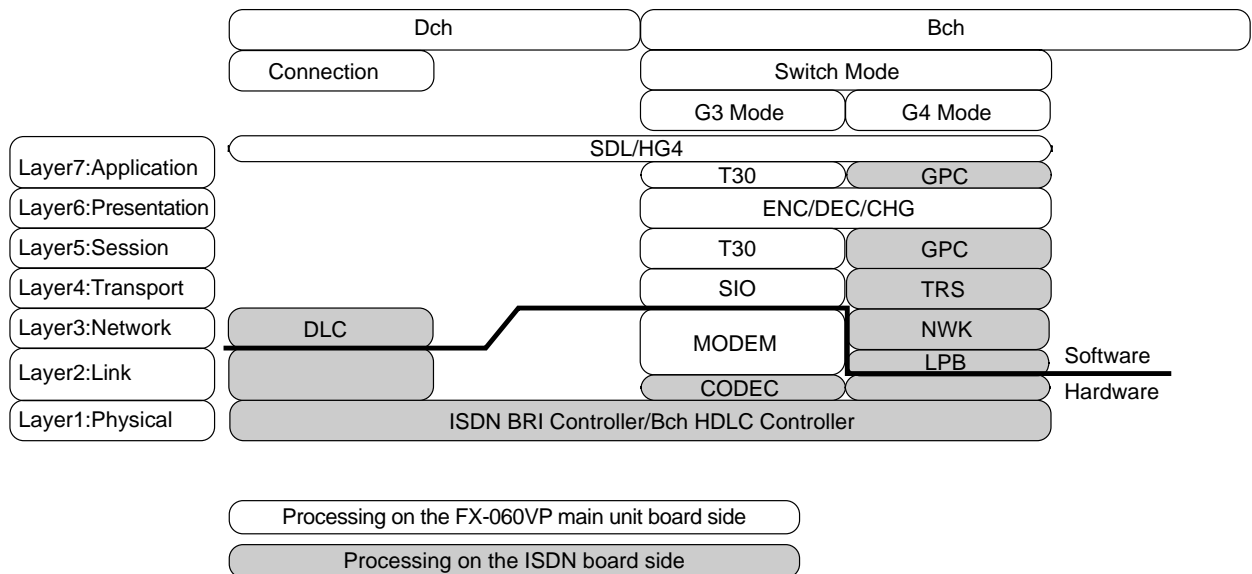 Dch Bch
Connection Switch Mode
G3 Mode G4 Mode
SDL/HG4
Layer7:Application T30 GPC
Layer6:Presentation ENC/DEC/CHG
Layer5:Session T30 GPC
Layer4:Transport SIO TRS
Layer3:Network DLC NWK
MODEM
Layer2:Link LPB Software
CODEC Hardware
Layer1:Physical ISDN BRI Controller/Bch HDLC Controller
Processing on the FX-060VP main unit board side
Processing on the ISDN board side